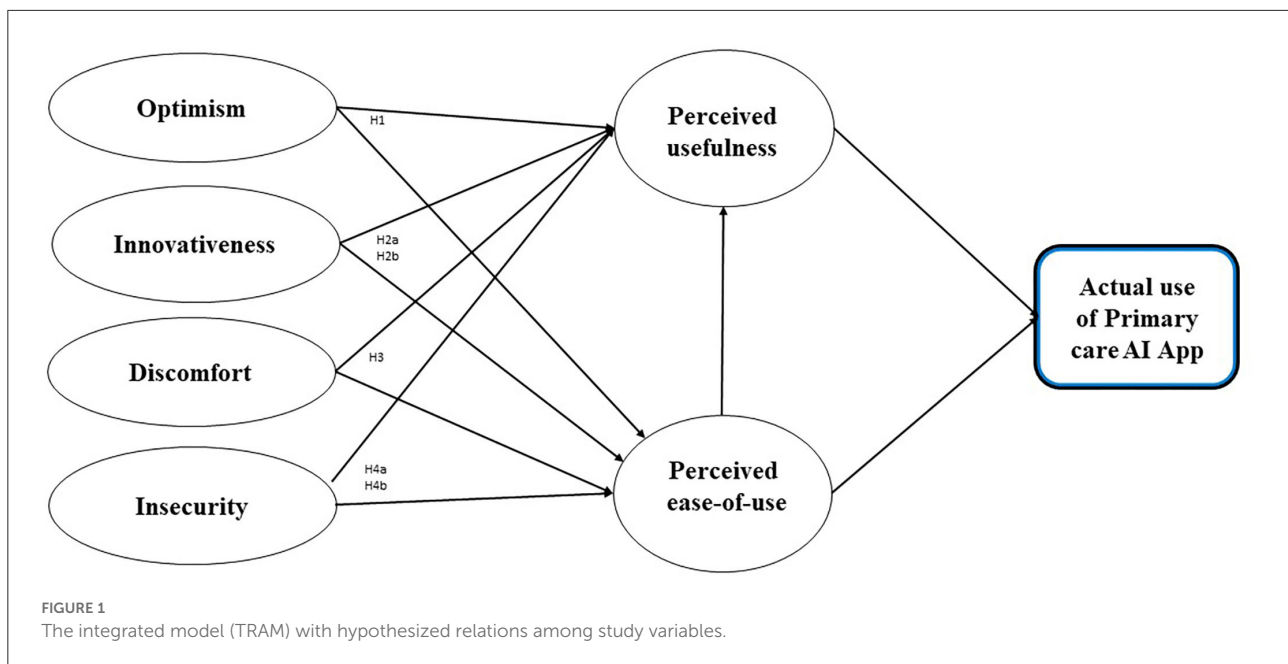 Optimism
H1
Perceived
usefulness
Innovativeness
H2a
H2b
Actual use
of Primary
care AI App
Discomfort
H3
Insecurity
H4a
H4b
Perceived
ease-of-use
FIGURE 1
The integrated model (TRAM) with hypothesized relations among study variables.